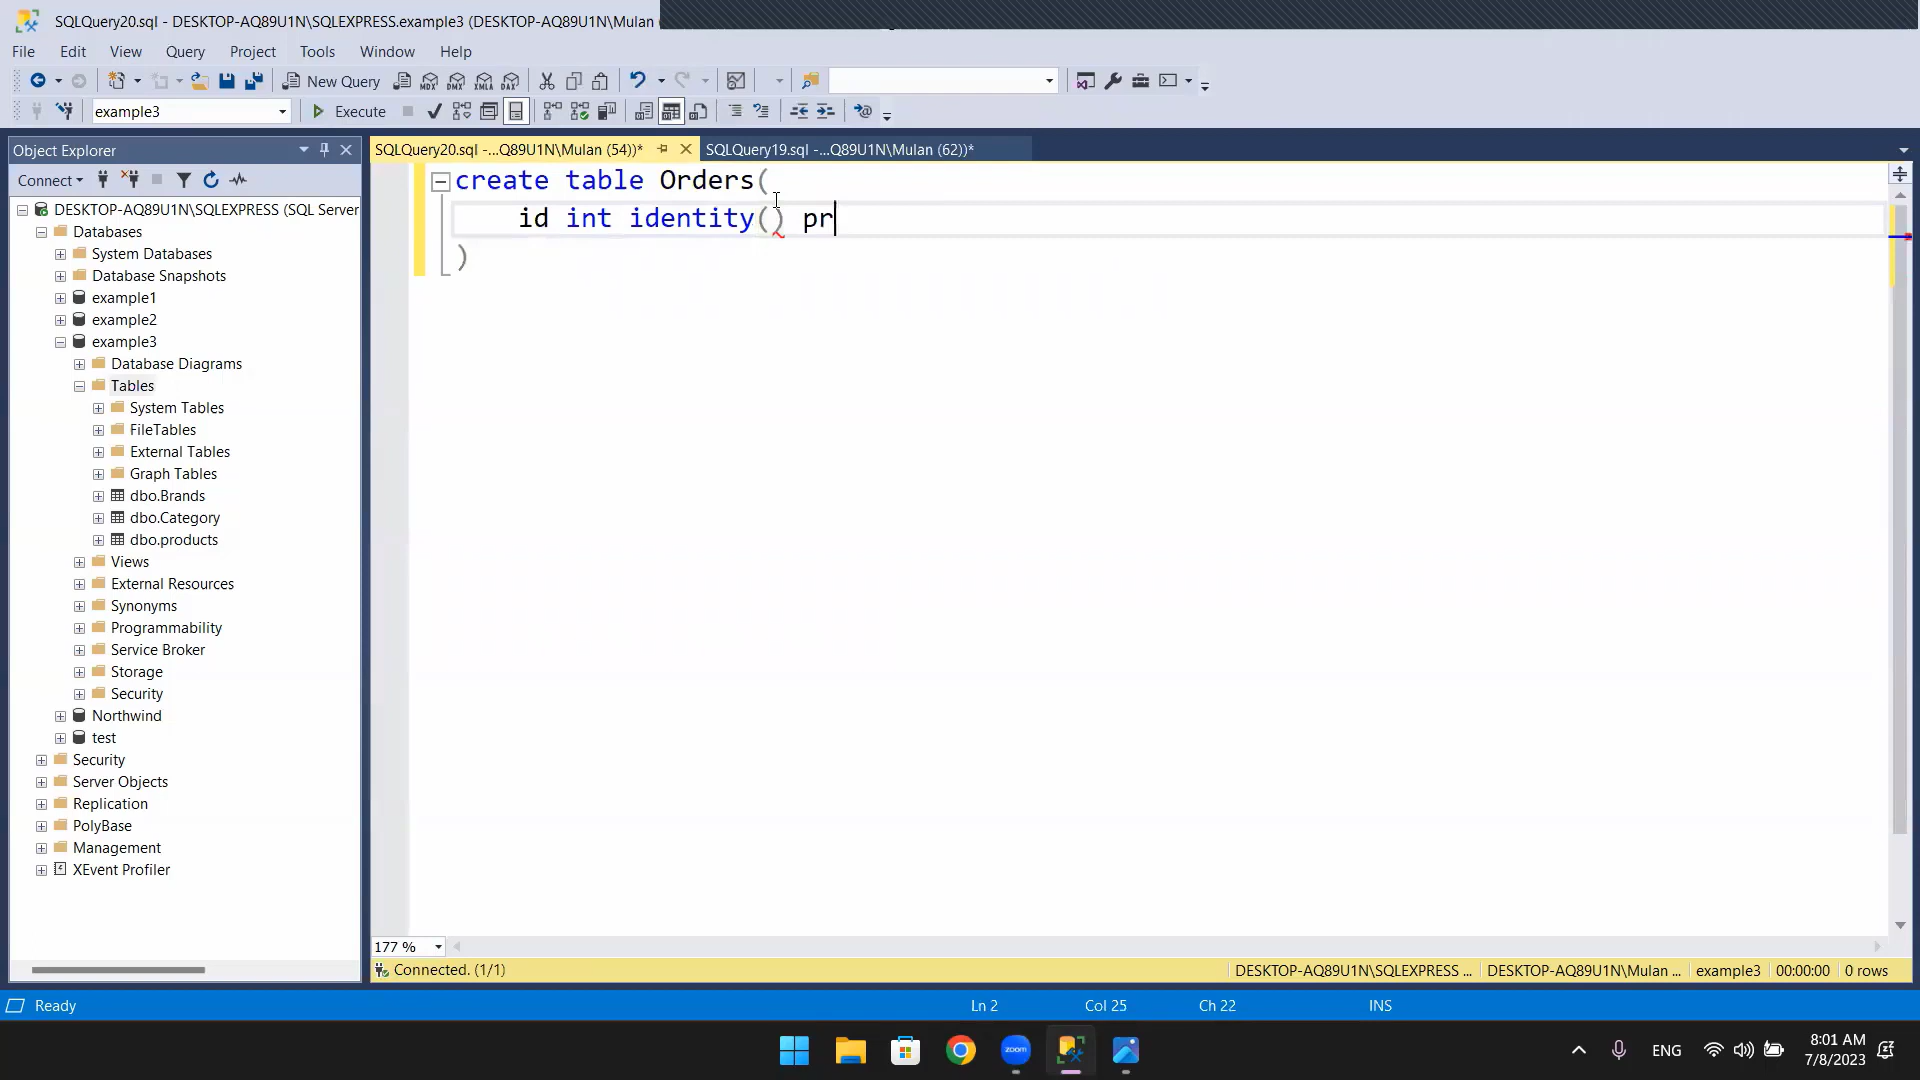 SQLQuery20.sql - DESKTOP-AQ89U1N\SQLEXPRESS.example3 (DESKTOP-AQ89U1N\Mulan
File Edit View Query Project Tools Window Help
New Query MDX DMX XMLA DAX
example3 Execute
Object Explorer
SQLQuery20.sql -...Q89U1N\Mulan (54))* SQLQuery19.sql -...Q89U1N\Mulan (62))*
Connect
DESKTOP-AQ89U1N\SQLEXPRESS (SQL Server
Databases
System Databases
Database Snapshots
example1
example2
example3
Database Diagrams
Tables
System Tables
FileTables
External Tables
Graph Tables
dbo.Brands
dbo.Category
dbo.products
Views
External Resources
Synonyms
Programmability
Service Broker
Storage
Security
Northwind
test
Security
Server Objects
Replication
PolyBase
Management
XEvent Profiler
create table Orders(
id int identity() pr
)
177 %
Connected. (1/1) DESKTOP-AQ89U1N\SQLEXPRESS ... DESKTOP-AQ89U1N\Mulan ... example3 00:00:00 0 rows
Ready Ln 2 Col 25 Ch 22 INS
zoom ENG 8:01 AM
7/8/2023